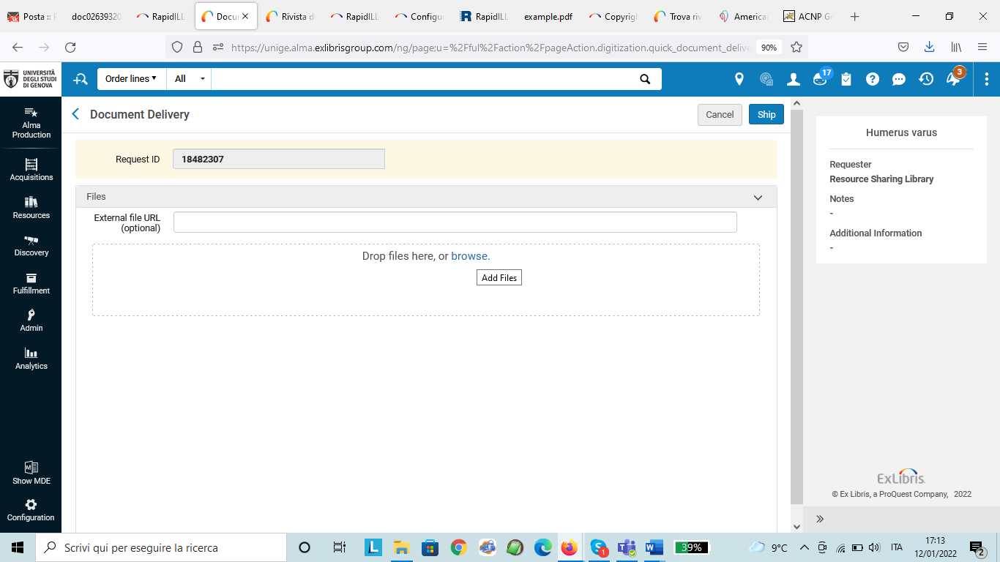 Posta ::
doc02639320
RapidILL
Docu
Rivista d
RapidILL
Configu
RapidILL
example.pdf
Copyrigh
Trova riv
America
ACNP G
https://unige.alma.exlibrisgroup.com/ng/page;u=%2Fful%2Faction%2FpageAction.digitization.quick_document_delive
90%
UNIVERSITÀ
DEGLI STUDI
DI GENOVA
Order lines
All
17
3
Alma
Production
Acquisitions
Resources
Discovery
Fulfillment
Admin
Analytics
Show MDE
Configuration
Document Delivery
Cancel
Ship
Request ID
18482307
Files
External file URL
(optional)
Drop files here, or browse.
Add Files
Humerus varus
Requester
Resource Sharing Library
Notes
-
Additional Information
-
ExLibris
© Ex Libris, a ProQuest Company, 2022
Scrivi qui per eseguire la ricerca
L
1
39%
9°C
ITA
17:13
12/01/2022
2